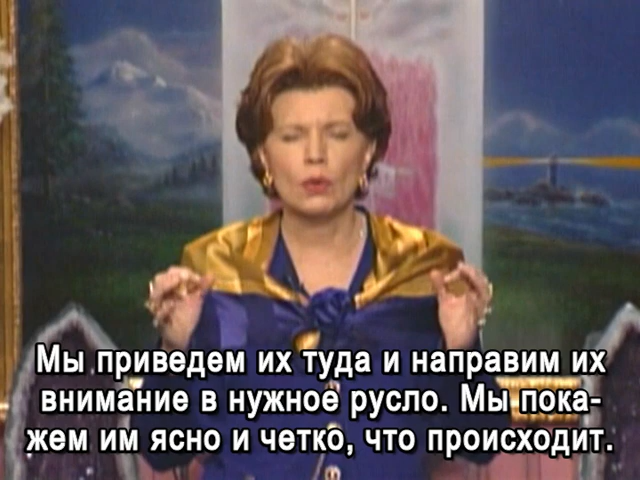 Мы приведем их туда и направим их
внимание в нужное русло. Мы пока-
жем им ясно и четко, что происходит.